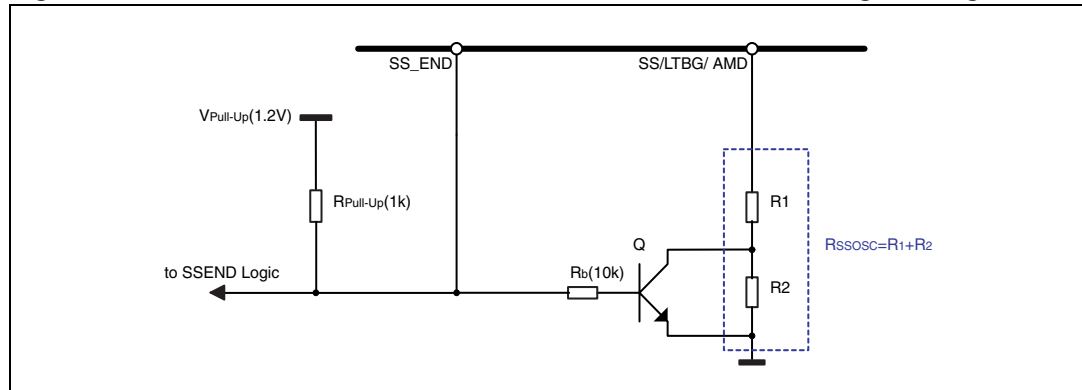 SS_END
SS/LTBG/ AMD
VPull-Up(1.2V)
RPull-Up(1k)
R1
Q
RSSOSC=R1+R2
to SSEND Logic
Rb(10k)
R2